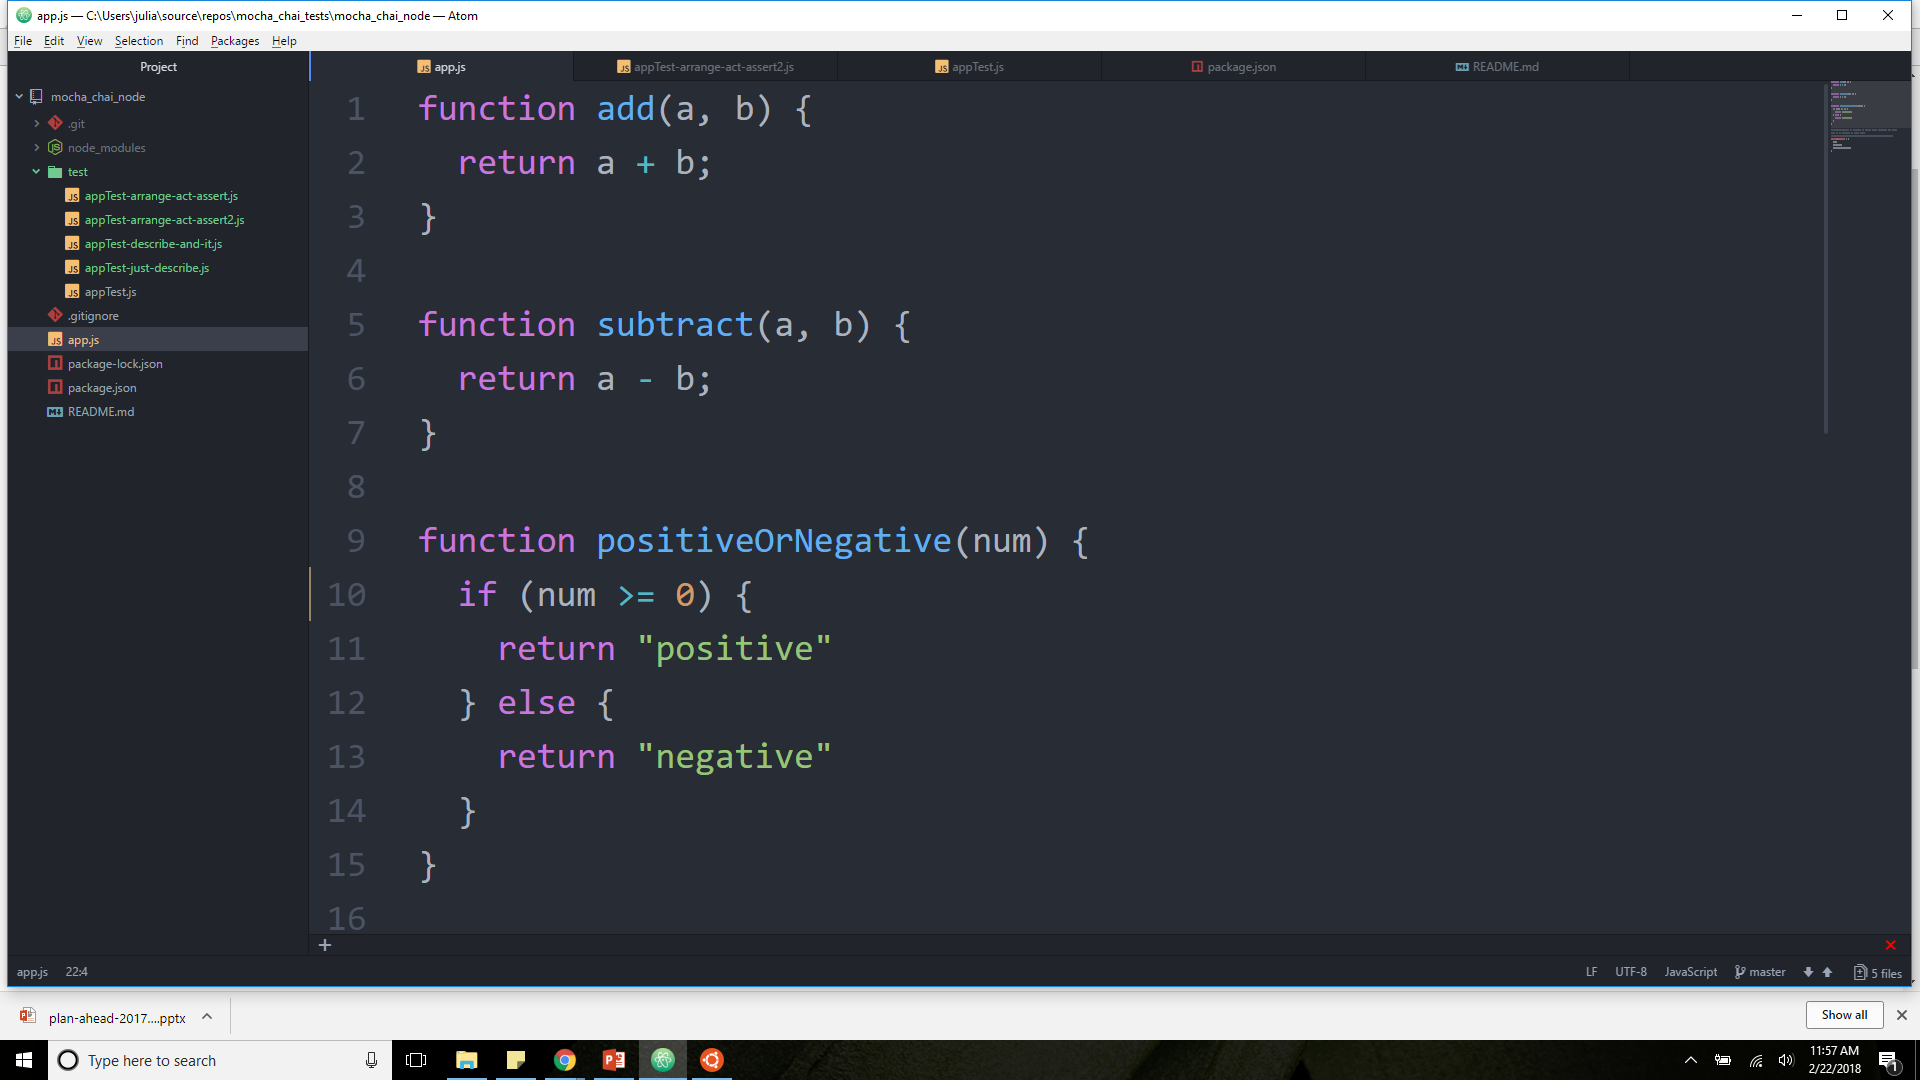 app.js — C:\Users\julia\source\repos\mocha_chai_tests\mocha_chai_node — Atom
File Edit View Selection Find Packages Help
Project
mocha_chai_node
.git
node_modules
test
appTest-arrange-act-assert.js
appTest-arrange-act-assert2.js
appTest-describe-and-it.js
appTest-just-describe.js
appTest.js
.gitignore
app.js
package-lock.json
package.json
README.md
app.js appTest-arrange-act-assert2.js appTest.js package.json README.md
1 function add(a, b) {
2 return a + b;
3 }
4
5 function subtract(a, b) {
6 return a - b;
7 }
8
9 function positiveOrNegative(num) {
10 if (num >= 0) {
11 return "positive"
12 } else {
13 return "negative"
14 }
15 }
16
app.js 22:4 LF UTF-8 JavaScript master 5 files
plan-ahead-2017....pptx Show all
Type here to search
11:57 AM
2/22/2018
1